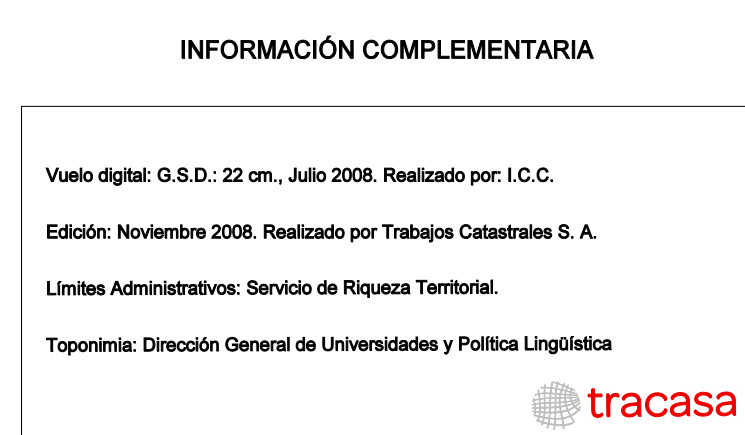 INFORMACIÓN COMPLEMENTARIA
Vuelo digital: G.S.D.: 22 cm., Julio 2008. Realizado por: I.C.C.
Edición: Noviembre 2008. Realizado por Trabajos Catastrales S. A.
Límites Administrativos: Servicio de Riqueza Territorial.
Toponimia: Dirección General de Universidades y Política Lingüística
tracasa